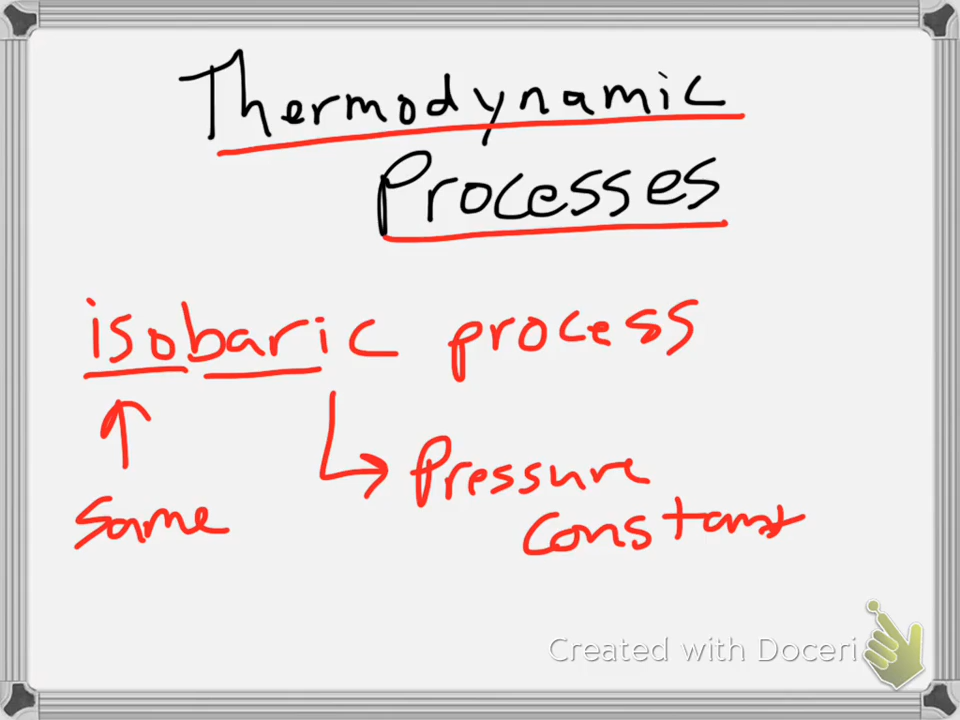 Thermodynamic
Processes
isobaric process
same
Pressure
constant
Created with Doceri